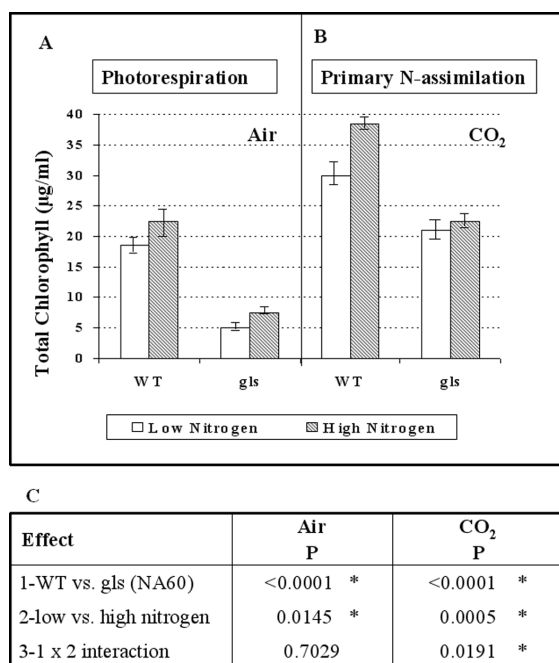 A
B
Photorespiration
Primary N-assimilation
Air
CO₂
Total Chlorophyll (µg/ml)
40
35
30
25
20
15
10
5
0
WT
gls
WT
gls
Low Nitrogen
High Nitrogen
C
Effect Air P CO₂ P
1-WT vs. gls (NA60) <0.0001 * <0.0001 *
2-low vs. high nitrogen 0.0145 * 0.0005 *
3-1 x 2 interaction 0.7029 0.0191 *